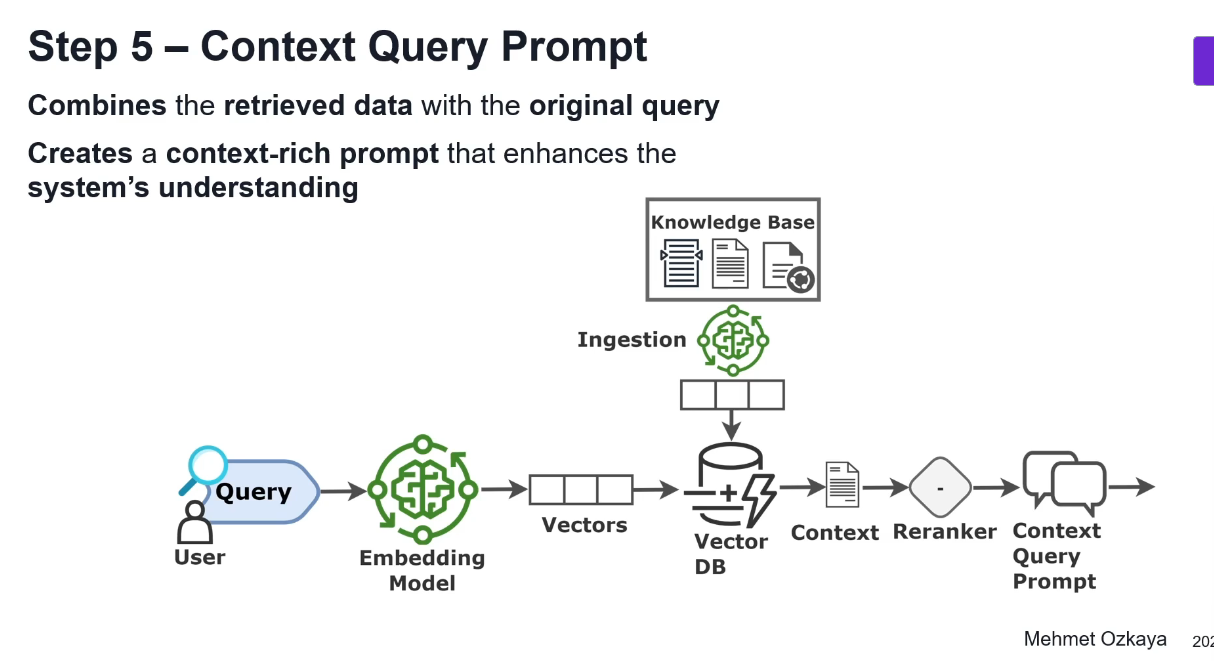 Step 5 – Context Query Prompt
Combines the retrieved data with the original query
Creates a context-rich prompt that enhances the
system’s understanding
Knowledge Base
Ingestion
Query
User
Embedding
Model
Vectors
Vector
DB
Context
-
Reranker
Context
Query
Prompt
Mehmet Ozkaya